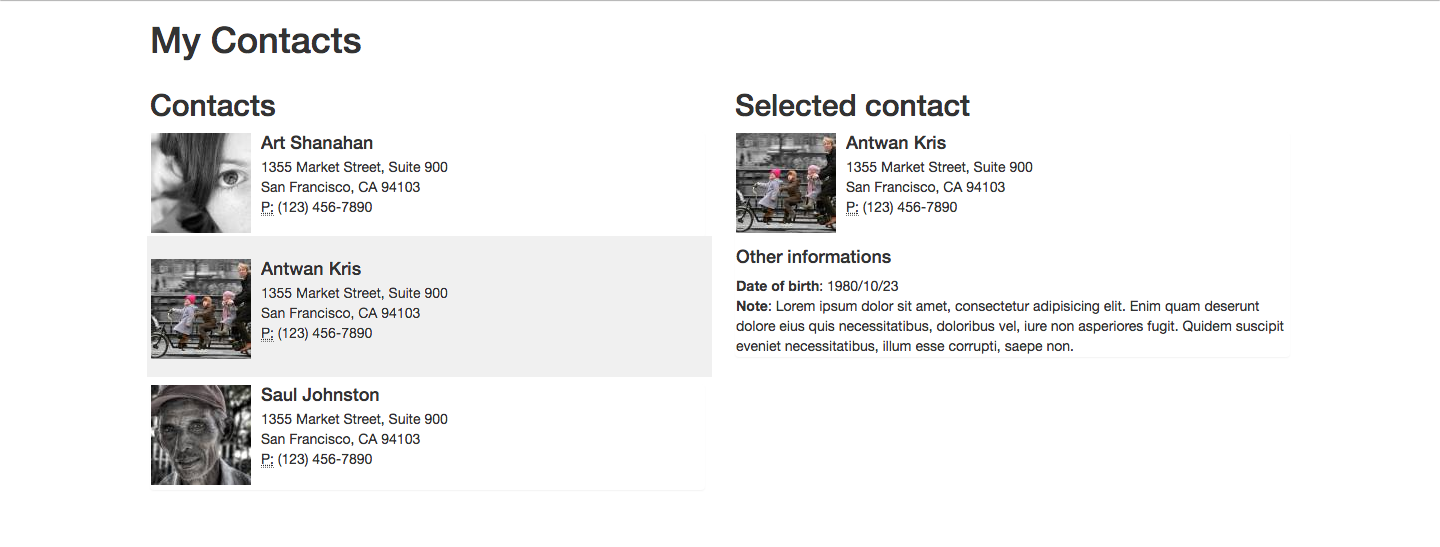 My Contacts
Contacts
Art Shanahan
1355 Market Street, Suite 900
San Francisco, CA 94103
P: (123) 456-7890
Antwan Kris
1355 Market Street, Suite 900
San Francisco, CA 94103
P: (123) 456-7890
Saul Johnston
1355 Market Street, Suite 900
San Francisco, CA 94103
P: (123) 456-7890
Selected contact
Antwan Kris
1355 Market Street, Suite 900
San Francisco, CA 94103
P: (123) 456-7890
Other informations
Date of birth: 1980/10/23
Note: Lorem ipsum dolor sit amet, consectetur adipisicing elit. Enim quam deserunt
dolore eius quis necessitatibus, doloribus vel, iure non asperiores fugit. Quidem suscipit
eveniet necessitatibus, illum esse corrupti, saepe non.